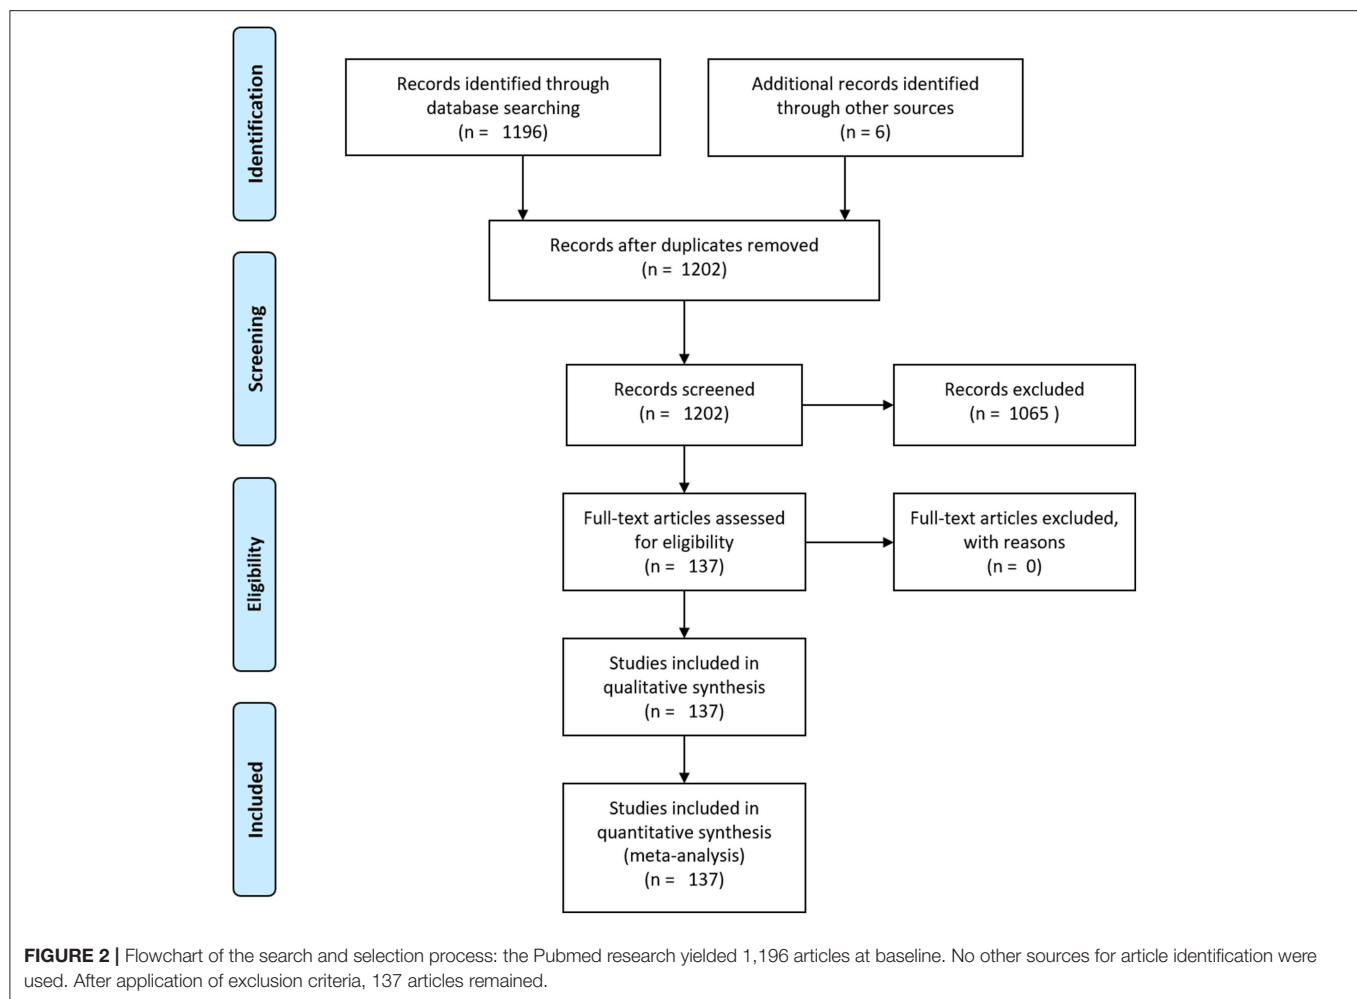 Identification
Records identified through
database searching
(n = 1196)
Additional records identified
through other sources
(n = 6)
Records after duplicates removed
(n = 1202)
Screening
Records screened
(n = 1202)
Records excluded
(n = 1065 )
Eligibility
Full-text articles assessed
for eligibility
(n = 137)
Full-text articles excluded,
with reasons
(n = 0)
Studies included in
qualitative synthesis
(n = 137)
Included
Studies included in
quantitative synthesis
(meta-analysis)
(n = 137)
FIGURE 2 | Flowchart of the search and selection process: the Pubmed research yielded 1,196 articles at baseline. No other sources for article identification were
used. After application of exclusion criteria, 137 articles remained.